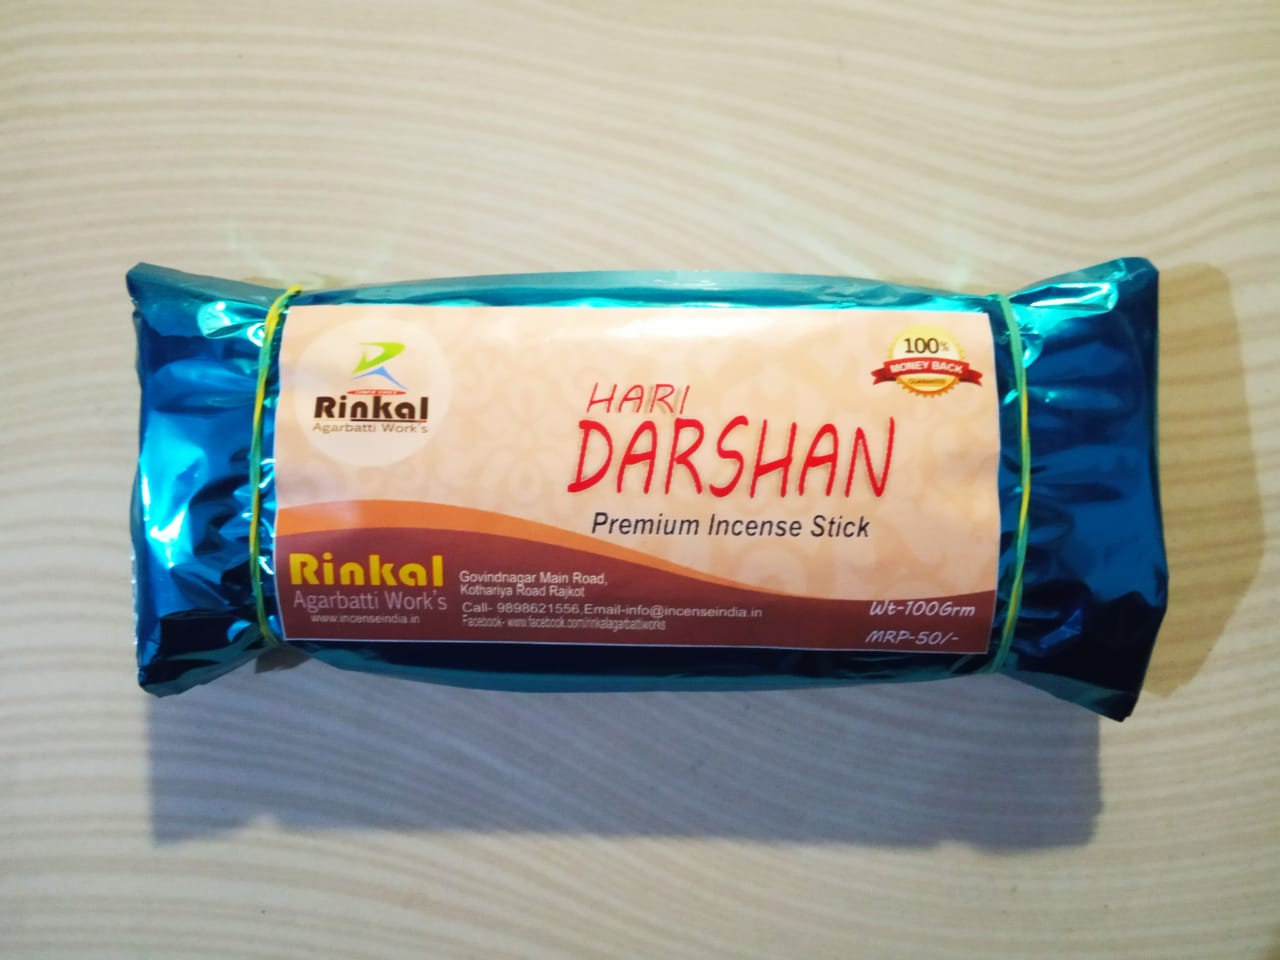 Rinkal
Agarbatti Work's
HARI
DARSHAN
Premium Incense Stick
100%
MONEY BACK
GUARANTEE
Rinkal
Agarbatti Work's
www.incenseindia.in
Govindnagar Main Road,
Kothariya Road Rajkot
Call- 9898621556,Email-info@incenseindia.in
Facebook- www.facebook.com/rinkalagarbattiworks
Wt-100Grm
MRP-50/-